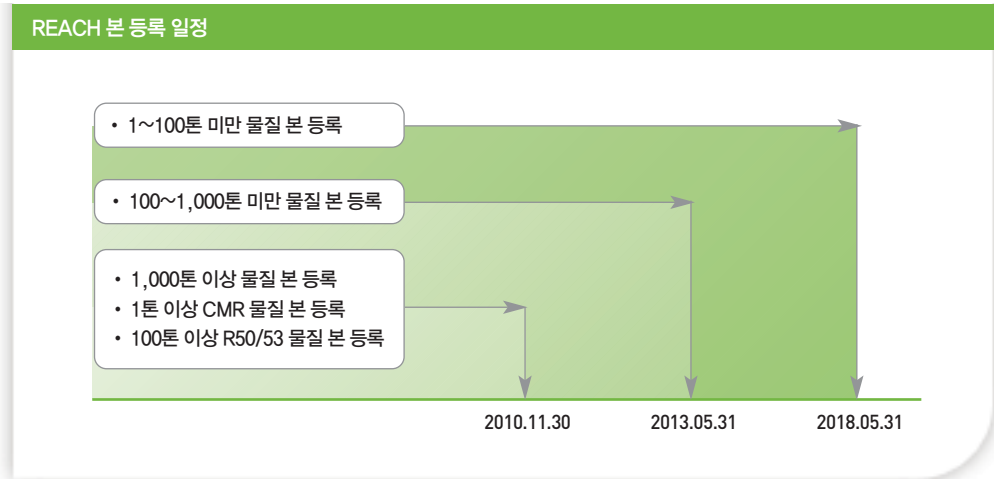 REACH 본 등록 일정
• 1~100톤 미만 물질 본 등록
• 100~1,000톤 미만 물질 본 등록
• 1,000톤 이상 물질 본 등록
• 1톤 이상 CMR 물질 본 등록
• 100톤 이상 R50/53 물질 본 등록
2010.11.30 2013.05.31 2018.05.31